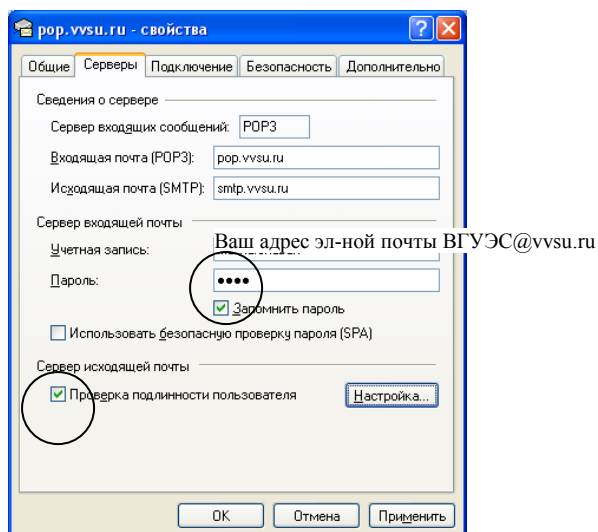 pop.vvsu.ru - свойства
Общие Серверы Подключение Безопасность Дополнительно
Сведения о сервере
Сервер входящих сообщений: POP3
Входящая почта (POP3): pop.vvsu.ru
Исходящая почта (SMTP): smtp.vvsu.ru
Сервер входящей почты
Ваш адрес эл-ной почты ВГУЭС@vvsu.ru
Учетная запись:
Пароль: ●●●●
Запомнить пароль
Использовать безопасную проверку пароля (SPA)
Сервер исходящей почты
Проверка подлинности пользователя Настройка...
OK Отмена Применить